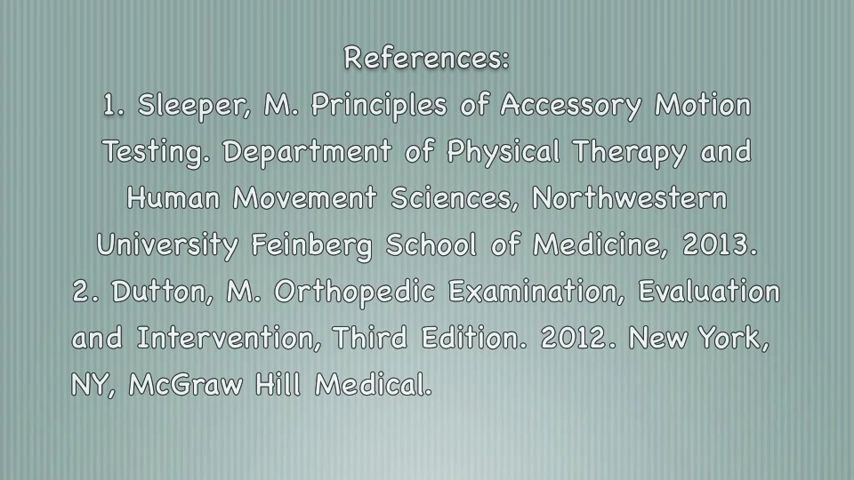 References:
1. Sleeper, M. Principles of Accessory Motion
Testing. Department of Physical Therapy and
Human Movement Sciences, Northwestern
University Feinberg School of Medicine, 2013.
2. Dutton, M. Orthopedic Examination, Evaluation
and Intervention, Third Edition. 2012. New York,
NY, McGraw Hill Medical.